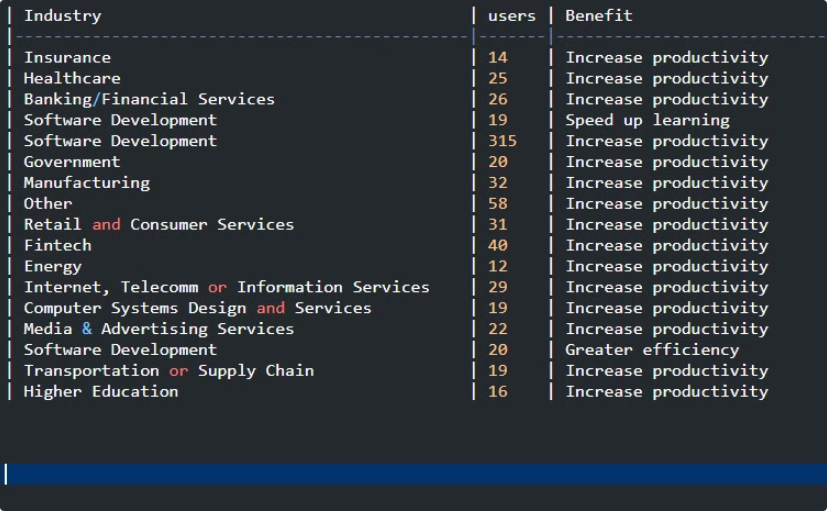 | Industry | users | Benefit
|-----------------------------------------------|-------|----------------------------
| Insurance | 14 | Increase productivity
| Healthcare | 25 | Increase productivity
| Banking/Financial Services | 26 | Increase productivity
| Software Development | 19 | Speed up learning
| Software Development | 315 | Increase productivity
| Government | 20 | Increase productivity
| Manufacturing | 32 | Increase productivity
| Other | 58 | Increase productivity
| Retail and Consumer Services | 31 | Increase productivity
| Fintech | 40 | Increase productivity
| Energy | 12 | Increase productivity
| Internet, Telecomm or Information Services | 29 | Increase productivity
| Computer Systems Design and Services | 19 | Increase productivity
| Media & Advertising Services | 22 | Increase productivity
| Software Development | 20 | Greater efficiency
| Transportation or Supply Chain | 19 | Increase productivity
| Higher Education | 16 | Increase productivity